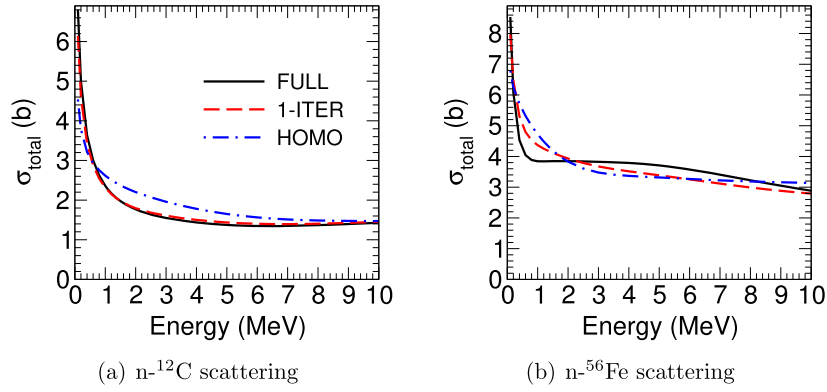 6
5
4
3
2
1
0
σtotal (b)
FULL
1-ITER
HOMO
0 1 2 3 4 5 6 7 8 9 10
Energy (MeV)
(a) n-¹²C scattering
8
7
6
5
4
3
2
1
0
σtotal (b)
0 1 2 3 4 5 6 7 8 9 10
Energy (MeV)
(b) n-⁵⁶Fe scattering